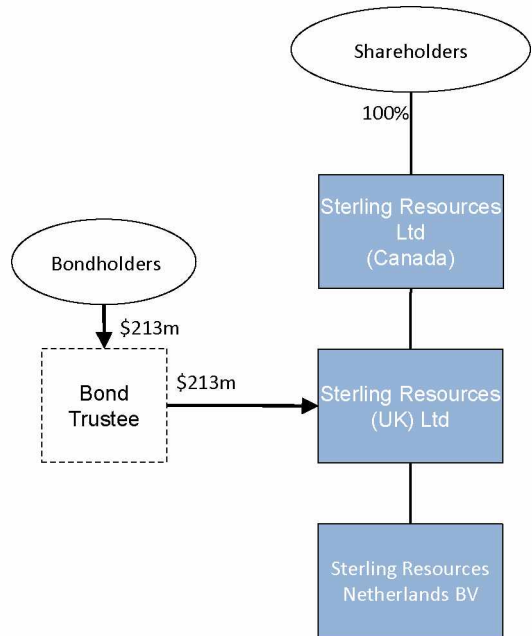 Shareholders
100%
Sterling Resources
Ltd
(Canada)
Bondholders
$213m
Bond
Trustee
$213m
Sterling Resources
(UK) Ltd
Sterling Resources
Netherlands BV